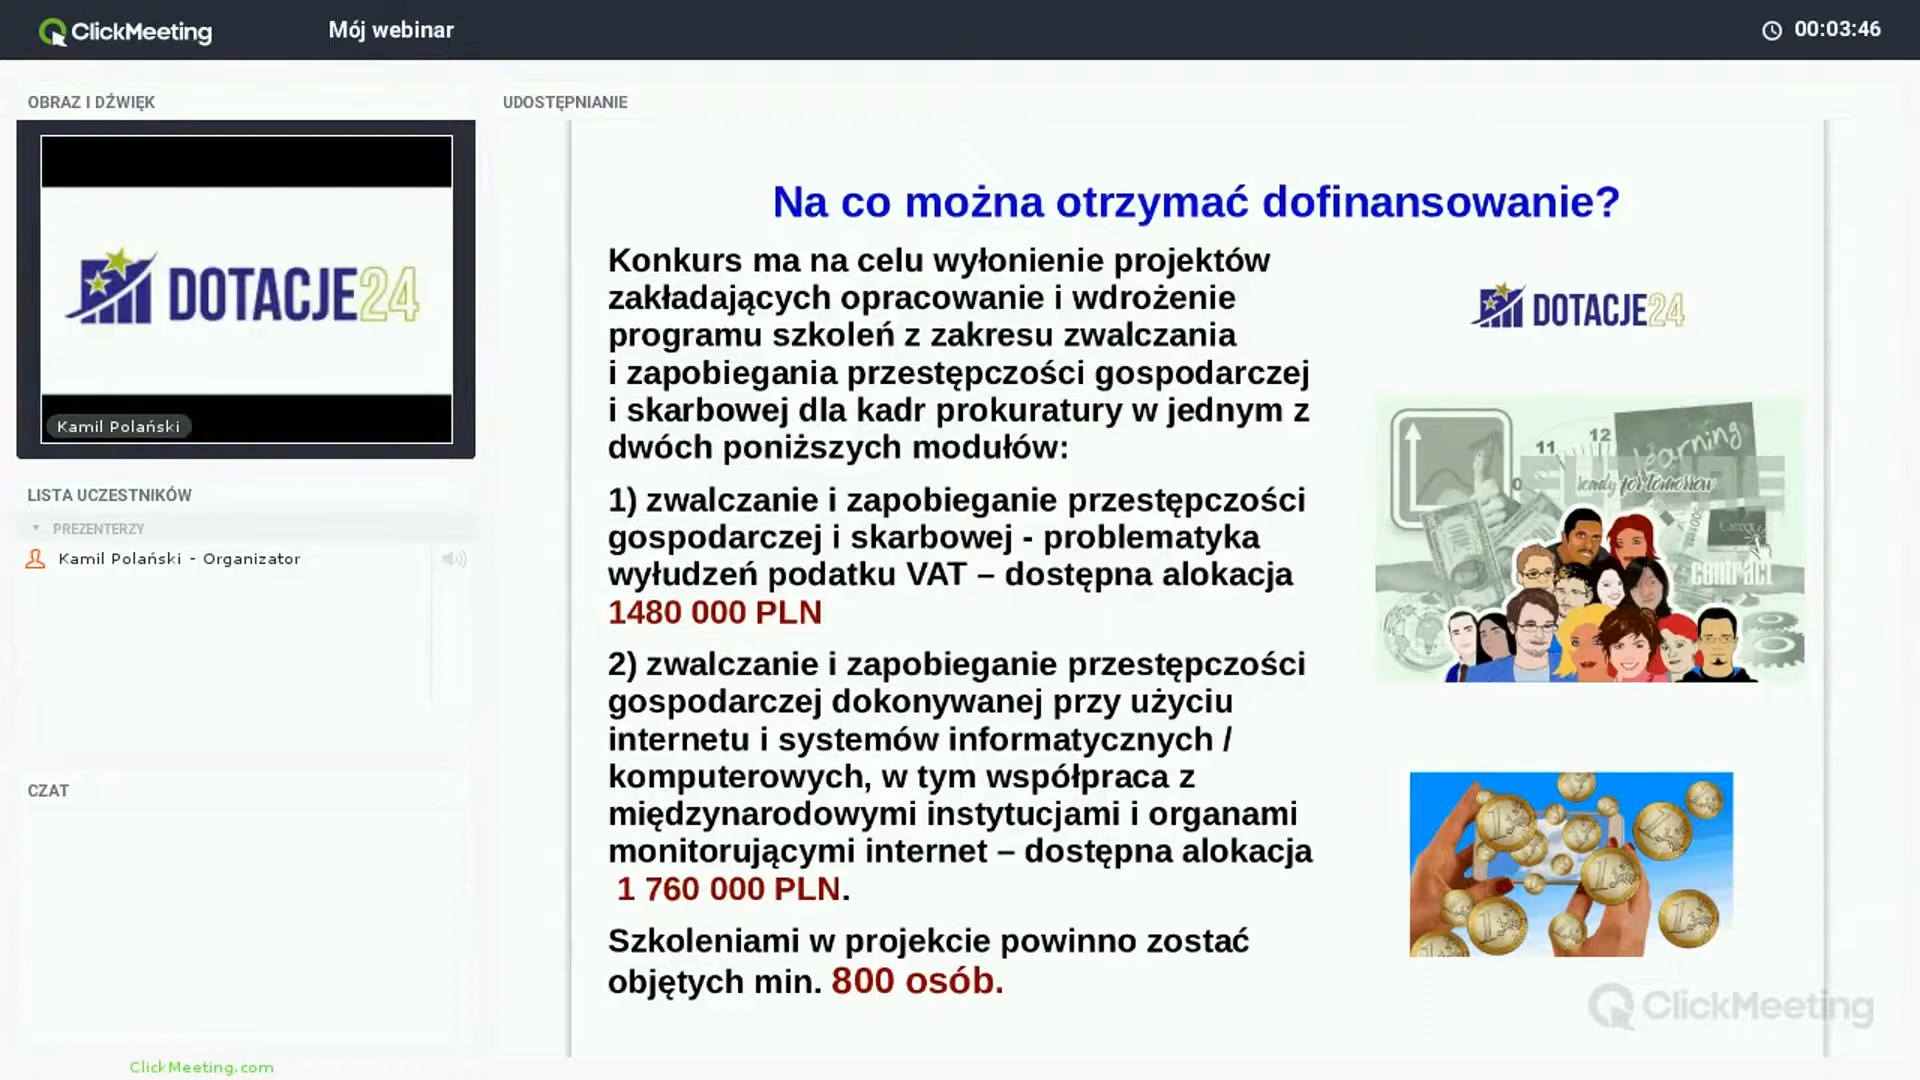 ClickMeeting
Mój webinar
00:03:46
OBRAZ I DŹWIĘK
DOTACJE24
Kamil Polański
LISTA UCZESTNIKÓW
PREZENTERZY
Kamil Polański - Organizator
CZAT
ClickMeeting.com
UDOSTĘPNIANIE
Na co można otrzymać dofinansowanie?
Konkurs ma na celu wyłonienie projektów
zakładających opracowanie i wdrożenie
programu szkoleń z zakresu zwalczania
i zapobiegania przestępczości gospodarczej
i skarbowej dla kadr prokuratury w jednym z
dwóch poniższych modułów:
1) zwalczanie i zapobieganie przestępczości
gospodarczej i skarbowej - problematyka
wyłudzeń podatku VAT – dostępna alokacja
1480 000 PLN
2) zwalczanie i zapobieganie przestępczości
gospodarczej dokonywanej przy użyciu
internetu i systemów informatycznych /
komputerowych, w tym współpraca z
międzynarodowymi instytucjami i organami
monitorującymi internet – dostępna alokacja
1 760 000 PLN.
Szkoleniami w projekcie powinno zostać
objętych min. 800 osób.
DOTACJE24
11 12
learning
ready for tomorrow
contract
ClickMeeting